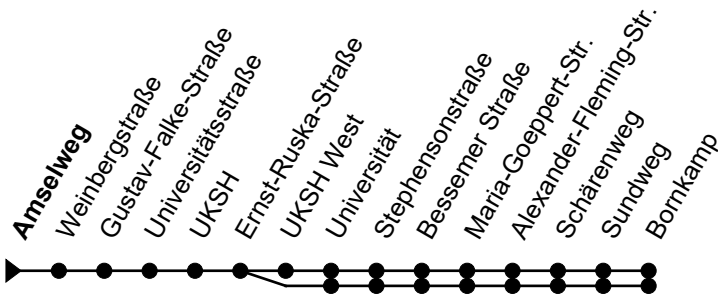 Amselweg
Weinbergstraße
Gustav-Falke-Straße
Universitätsstraße
UKSH
Ernst-Ruska-Straße
UKSH West
Universität
Stephensonstraße
Bessemer Straße
Maria-Goeppert-Str.
Alexander-Fleming-Str.
Schärenweg
Sundweg
Bornkamp